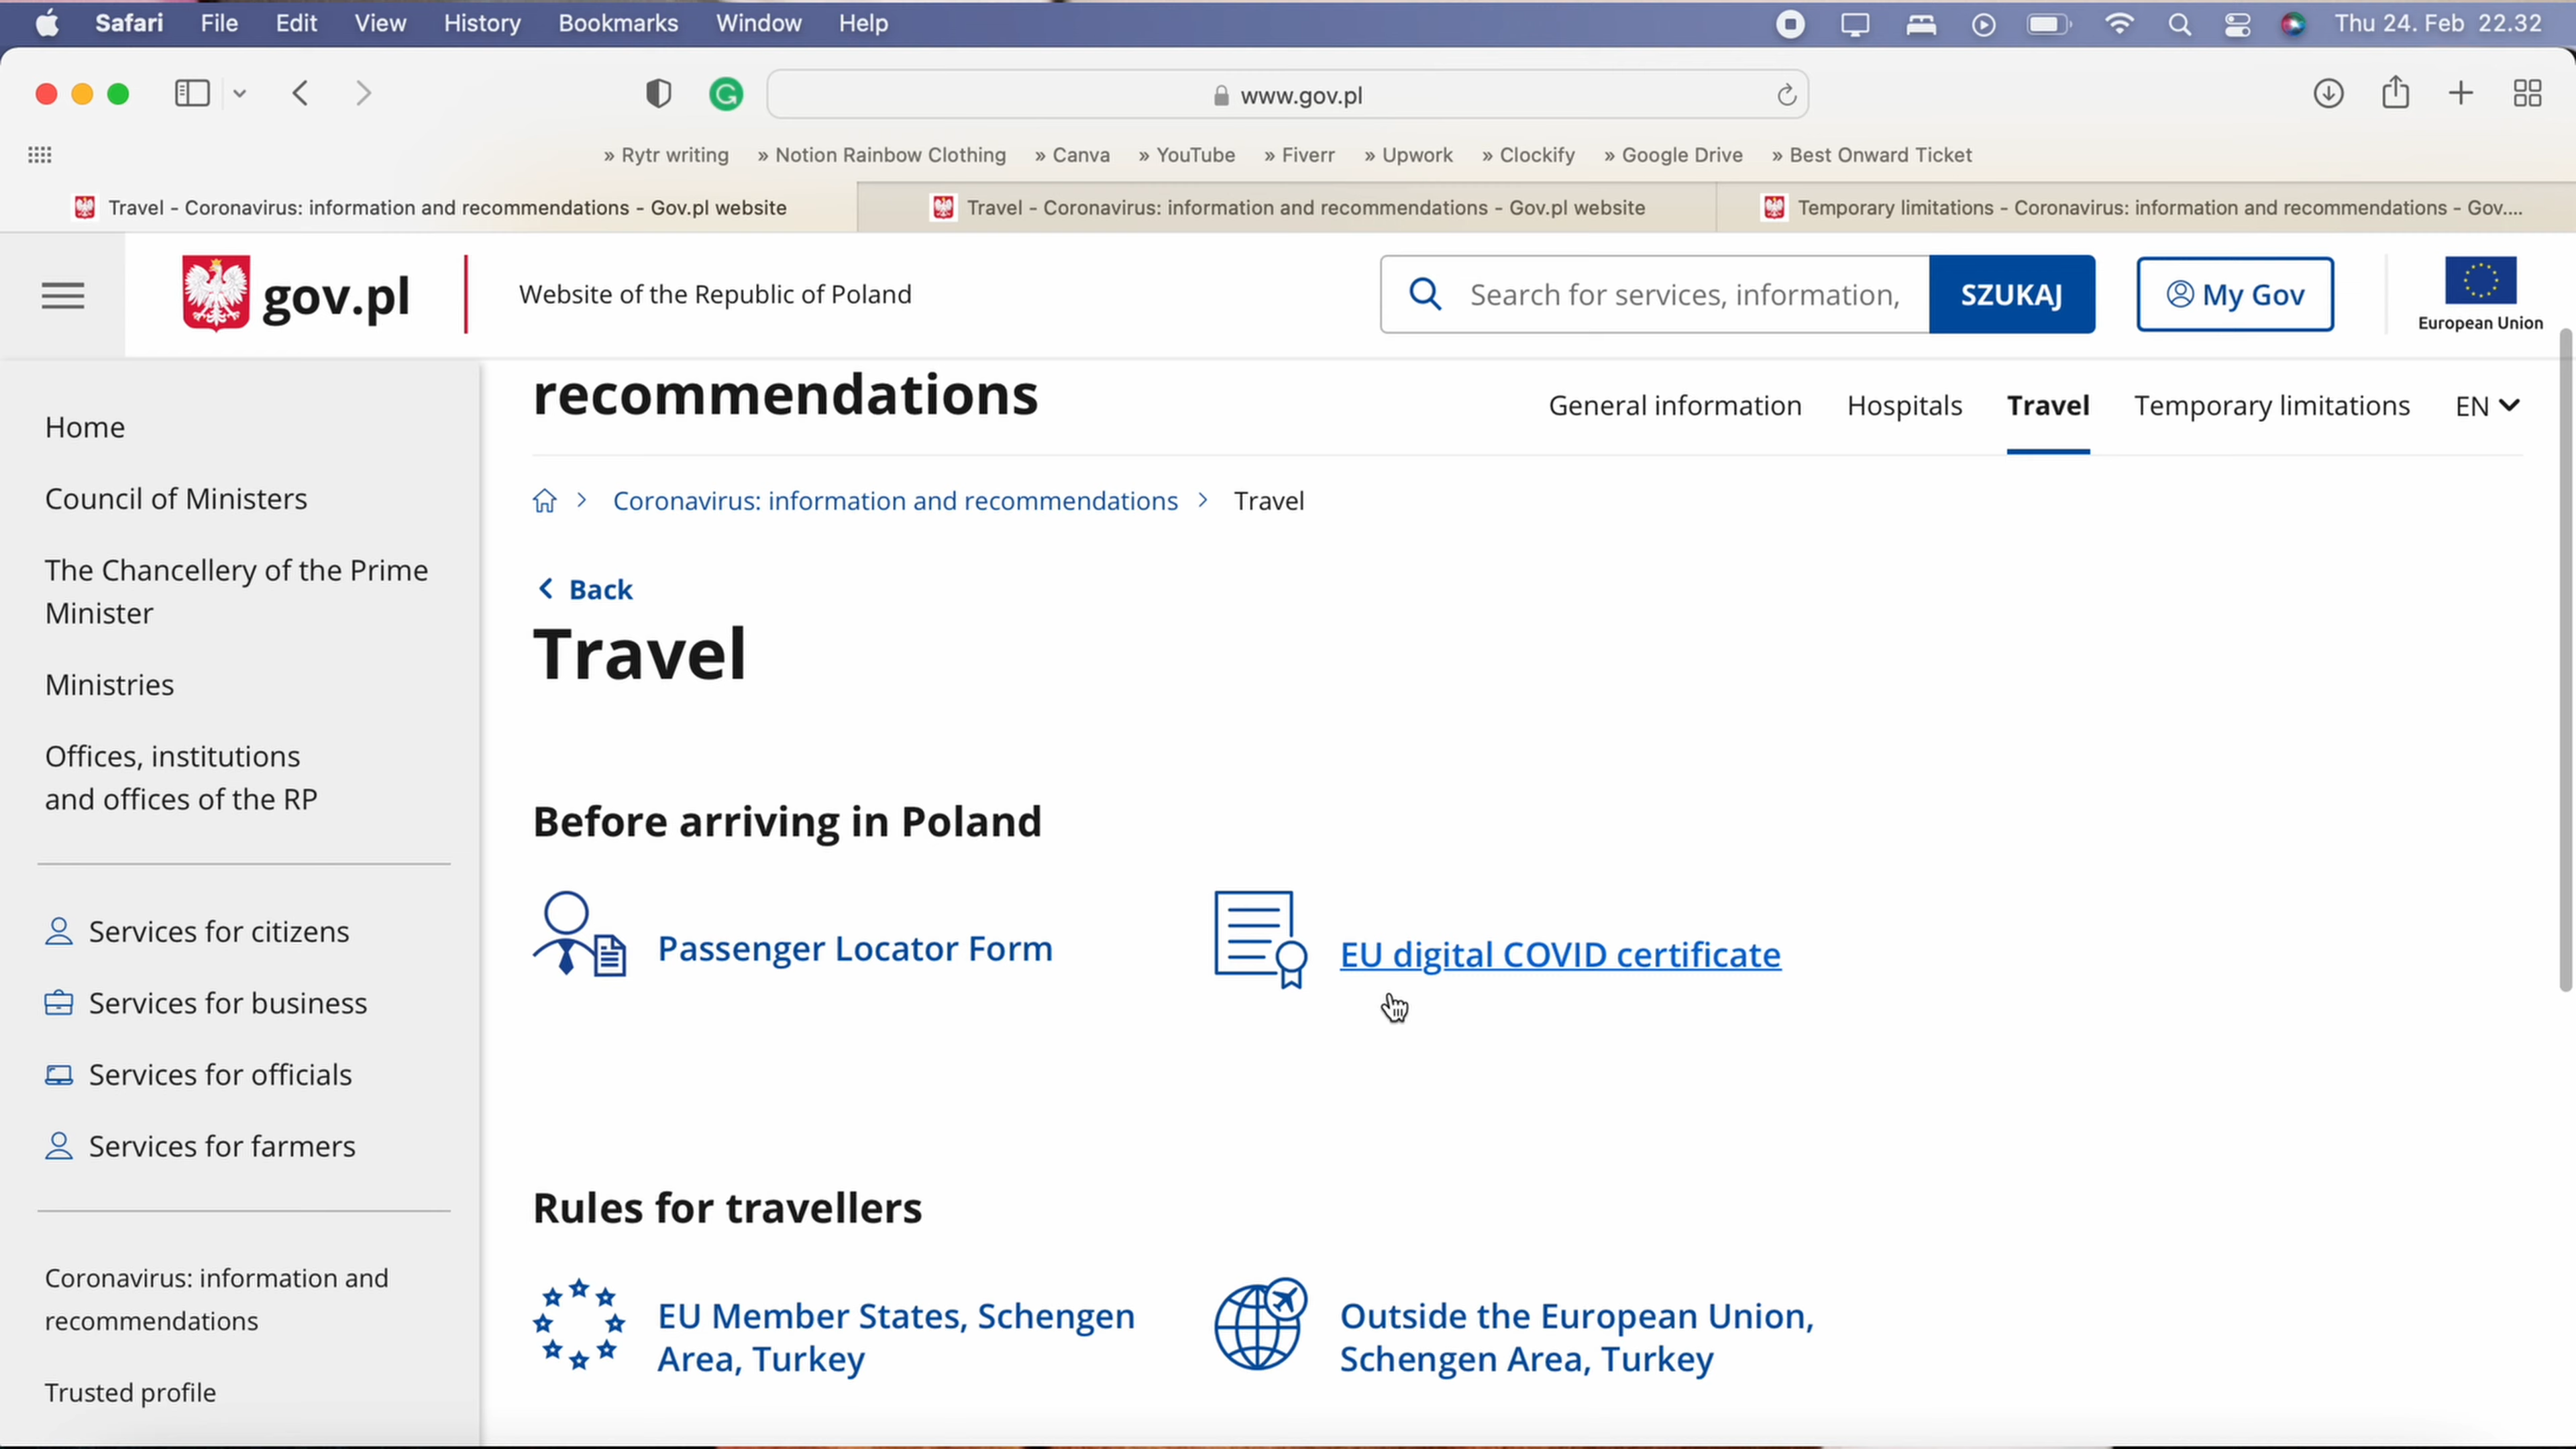 Safari File Edit View History Bookmarks Window Help Thu 24. Feb 22.32
www.gov.pl
» Rytr writing » Notion Rainbow Clothing » Canva » YouTube » Fiverr » Upwork » Clockify » Google Drive » Best Onward Ticket
Travel - Coronavirus: information and recommendations - Gov.pl website
Travel - Coronavirus: information and recommendations - Gov.pl website
Temporary limitations - Coronavirus: information and recommendations - Gov....
gov.pl
Website of the Republic of Poland
Search for services, information,
SZUKAJ
My Gov
European Union
Home
Council of Ministers
The Chancellery of the Prime
Minister
Ministries
Offices, institutions
and offices of the RP
Services for citizens
Services for business
Services for officials
Services for farmers
Coronavirus: information and
recommendations
Trusted profile
recommendations
General information Hospitals Travel Temporary limitations EN
Coronavirus: information and recommendations > Travel
Back
Travel
Before arriving in Poland
Passenger Locator Form
EU digital COVID certificate
Rules for travellers
EU Member States, Schengen
Area, Turkey
Outside the European Union,
Schengen Area, Turkey